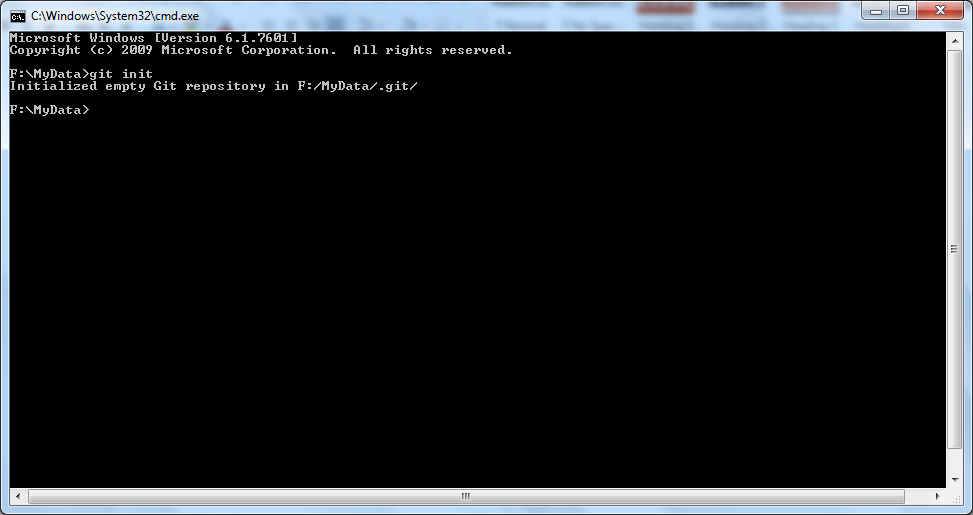 C:\Windows\System32\cmd.exe
Microsoft Windows [Version 6.1.7601]
Copyright (c) 2009 Microsoft Corporation.  All rights reserved.
F:\MyData>git init
Initialized empty Git repository in F:/MyData/.git/
F:\MyData>